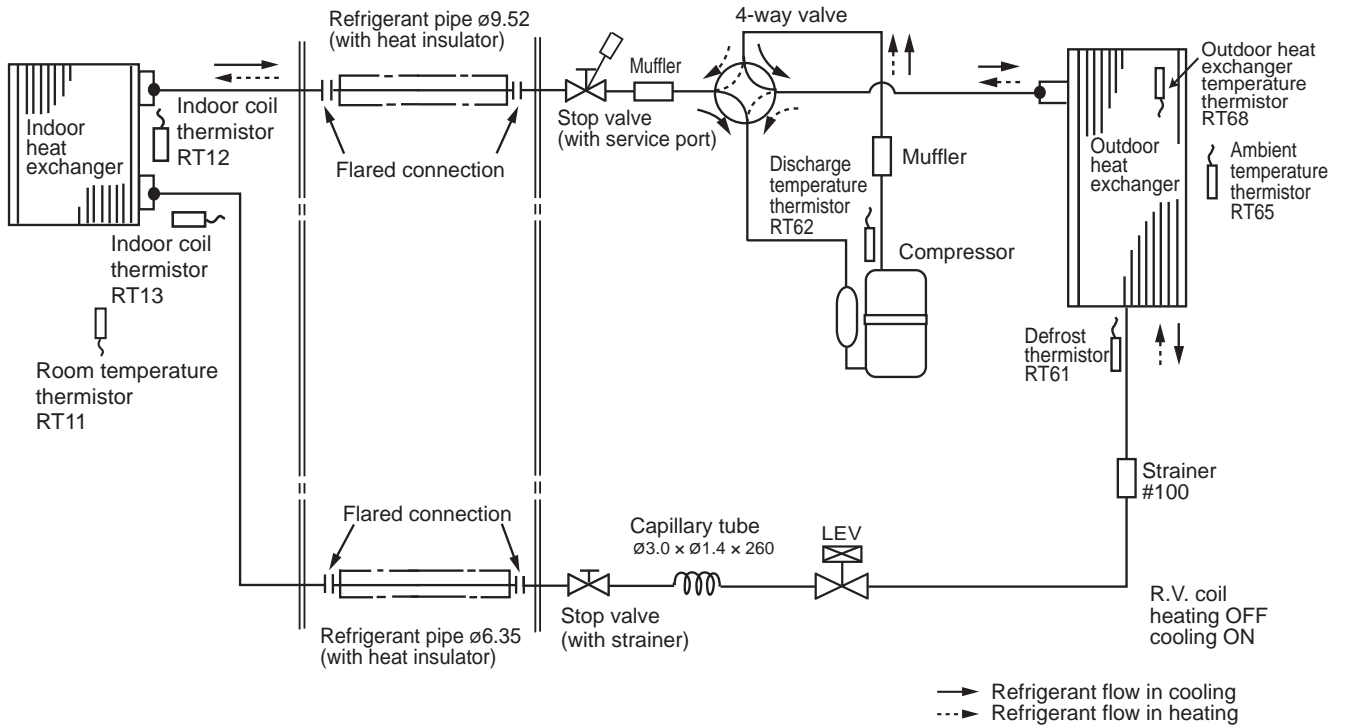 Refrigerant pipe ø9.52
(with heat insulator)
4-way valve
Muffler
Stop valve
(with service port)
Flared connection
Indoor
heat
exchanger
Indoor coil
thermistor
RT12
Indoor coil
thermistor
RT13
Room temperature
thermistor
RT11
Discharge
temperature
thermistor
RT62
Muffler
Compressor
Outdoor
heat
exchanger
Outdoor heat
exchanger
temperature
thermistor
RT68
Ambient
temperature
thermistor
RT65
Defrost
thermistor
RT61
Strainer
#100
Flared connection
Refrigerant pipe ø6.35
(with heat insulator)
Stop valve
(with strainer)
Capillary tube
Ø3.0 × Ø1.4 × 260
LEV
R.V. coil
heating OFF
cooling ON
Refrigerant flow in cooling
Refrigerant flow in heating